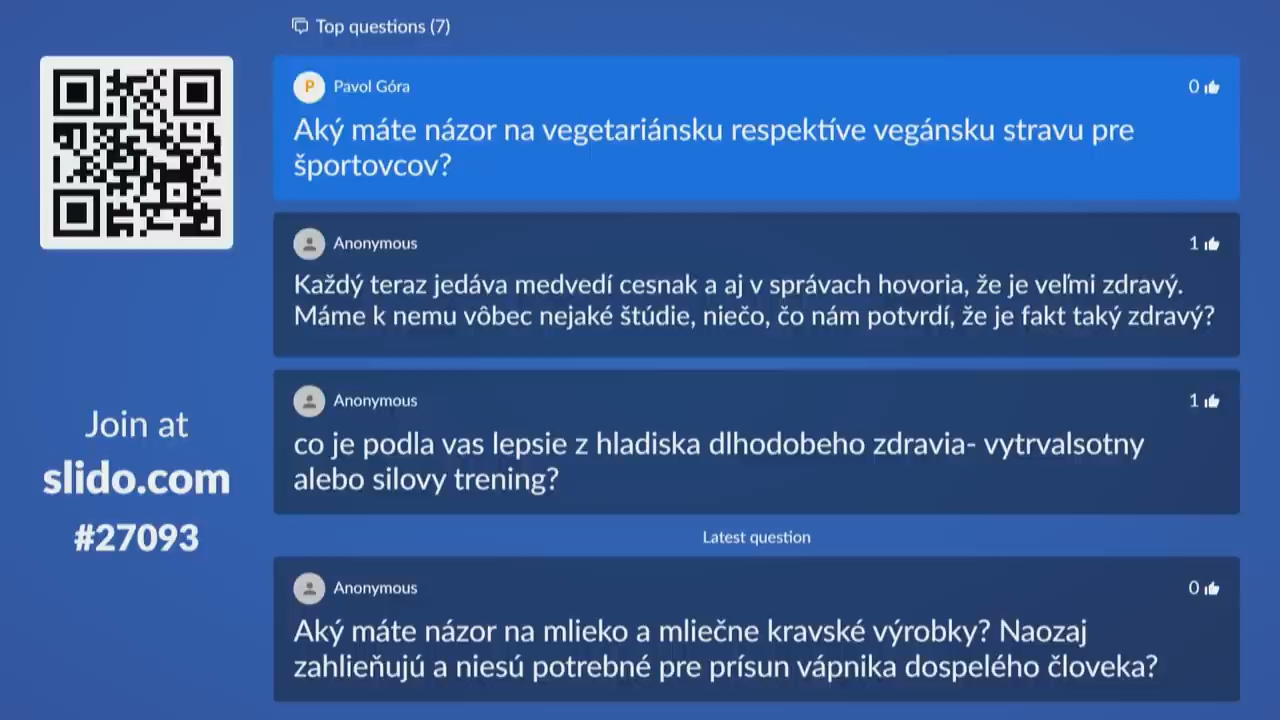 Top questions (7)
P
Pavol Góra
0
Aký máte názor na vegetariánsku respektíve vegánsku stravu pre
športovcov?
Anonymous
1
Každý teraz jedáva medvedí cesnak a aj v správach hovoria, že je veľmi zdravý.
Máme k nemu vôbec nejaké štúdie, niečo, čo nám potvrdí, že je fakt taký zdravý?
Anonymous
1
co je podla vas lepsie z hladiska dlhodobeho zdravia- vytrvalsotny
alebo silovy trening?
Latest question
Anonymous
0
Aký máte názor na mlieko a mliečne kravské výrobky? Naozaj
zahlieňujú a niesú potrebné pre prísun vápnika dospelého človeka?
Join at
slido.com
#27093